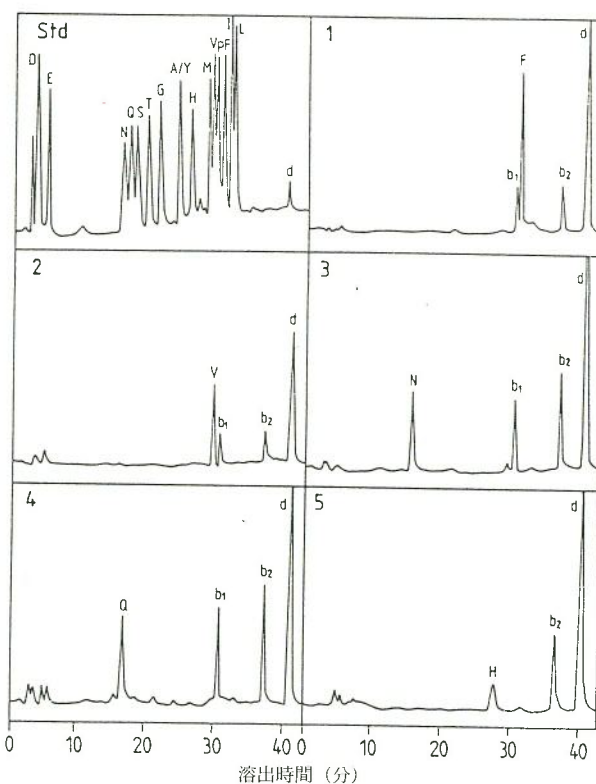 Std
D
E
N
Q
S
T
G
A/Y
H
M
V
P
F
I
L
d
1
b₁
F
b₂
d
2
V
b₁
b₂
d
3
N
b₁
b₂
d
4
Q
b₁
b₂
d
5
H
b₂
d
0 10 20 30 40 0 10 20 30 40
溶出時間 (分)